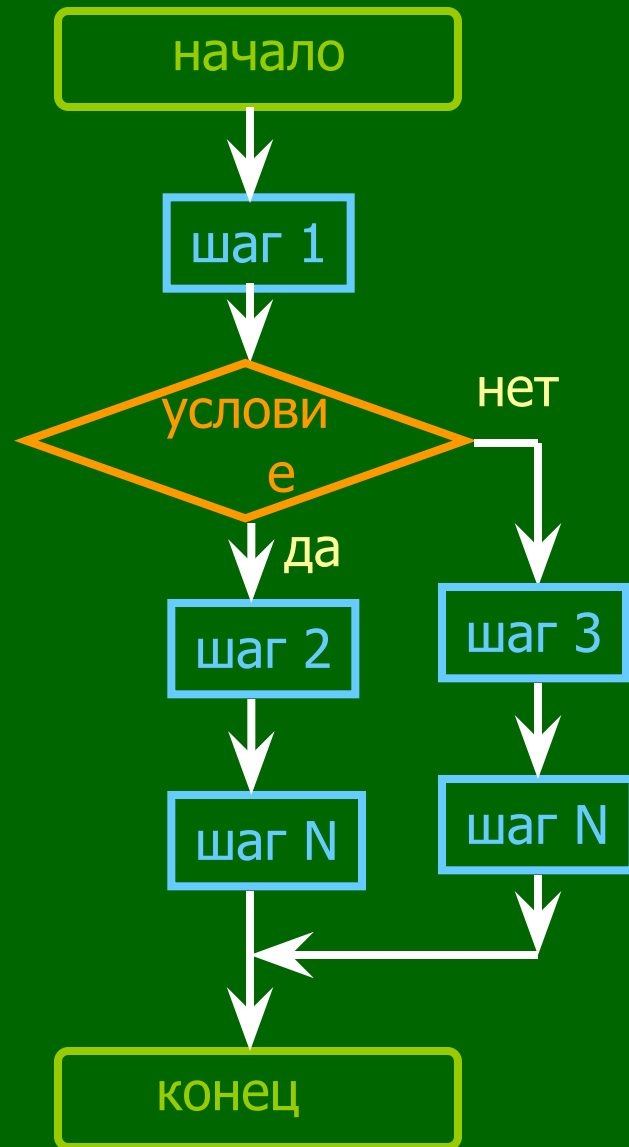 начало
шаг 1
услови
е
нет
да
шаг 2
шаг 3
шаг N
шаг N
конец